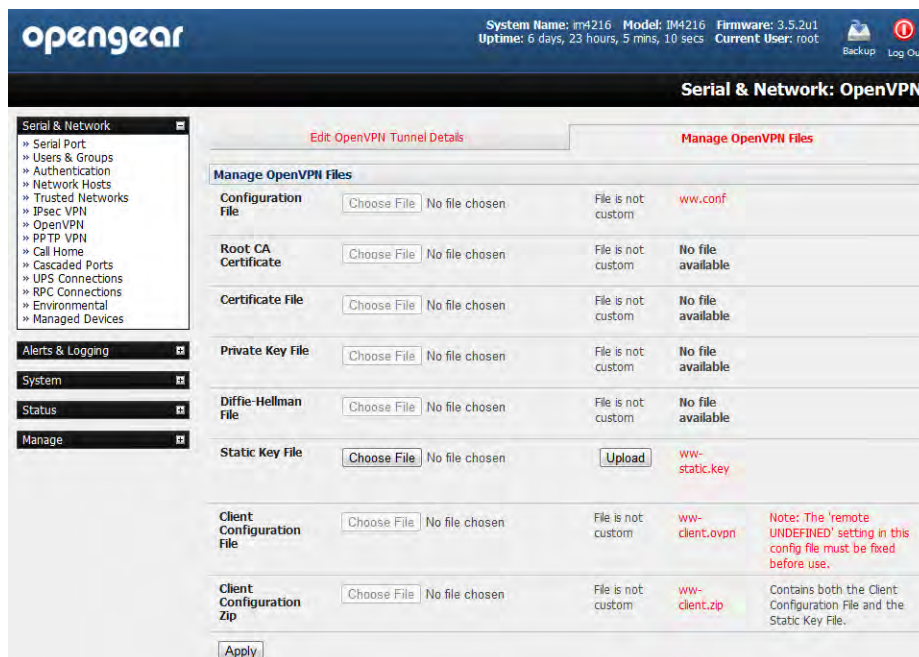 opengear
System Name: im4216 Model: IM4216 Firmware: 3.5.2u1
Uptime: 6 days, 23 hours, 5 mins, 10 secs Current User: root
Backup
Log Ou
Serial & Network: OpenVPN
Serial & Network
» Serial Port
» Users & Groups
» Authentication
» Network Hosts
» Trusted Networks
» IPsec VPN
» OpenVPN
» PPTP VPN
» Call Home
» Cascaded Ports
» UPS Connections
» RPC Connections
» Environmental
» Managed Devices
Alerts & Logging
System
Status
Manage
Edit OpenVPN Tunnel Details
Manage OpenVPN Files
Manage OpenVPN Files
Configuration
File
Choose File No file chosen
File is not
custom
ww.conf
Root CA
Certificate
Choose File No file chosen
File is not
custom
No file
available
Certificate File
Choose File No file chosen
File is not
custom
No file
available
Private Key File
Choose File No file chosen
File is not
custom
No file
available
Diffie-Hellman
File
Choose File No file chosen
File is not
custom
No file
available
Static Key File
Choose File No file chosen
Upload
ww-
static.key
Client
Configuration
File
Choose File No file chosen
File is not
custom
ww-
client.ovpn
Note: The 'remote
UNDEFINED' setting in this
config file must be fixed
before use.
Client
Configuration
Zip
Choose File No file chosen
File is not
custom
ww-
client.zip
Contains both the Client
Configuration File and the
Static Key File.
Apply